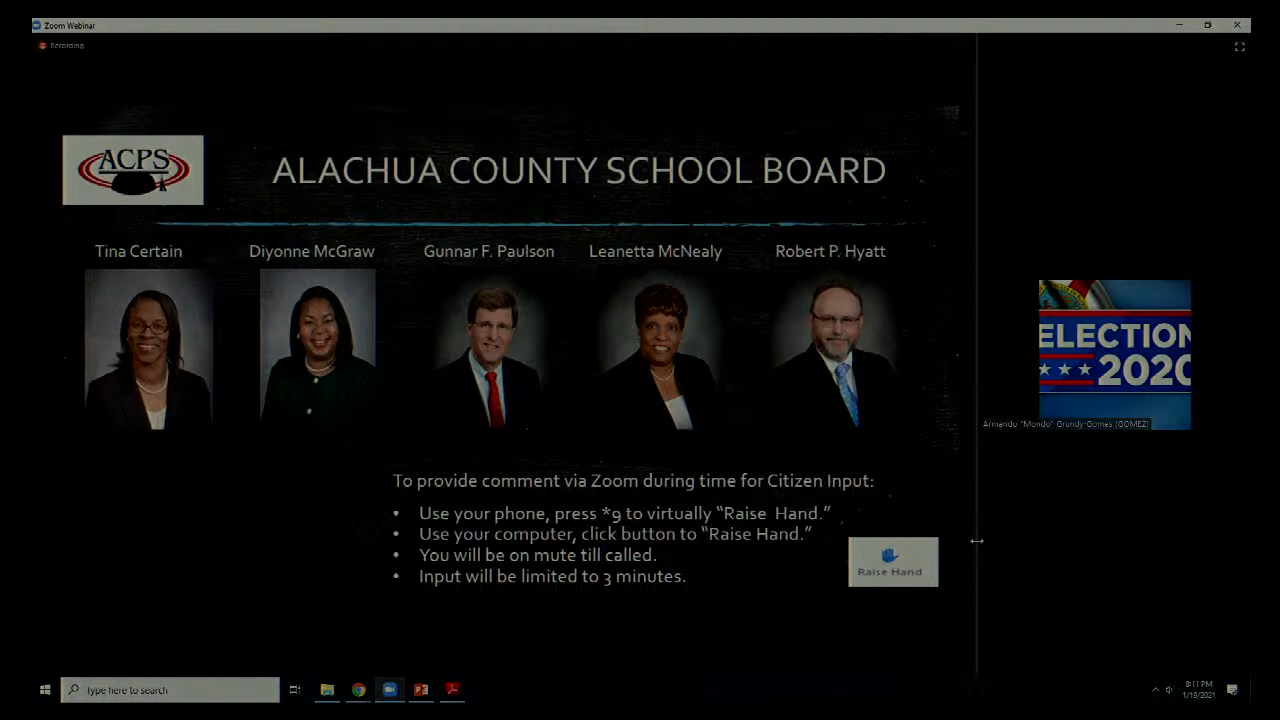 Zoom Webinar
Recording
ACPS
ALACHUA COUNTY SCHOOL BOARD
Tina Certain
Diyonne McGraw
Gunnar F. Paulson
Leanetta McNealy
Robert P. Hyatt
ELECTION
2020
Armando "Mondo" Grundy-Gomes (GOMEZ)
To provide comment via Zoom during time for Citizen Input:
• Use your phone, press *9 to virtually “Raise Hand.”
• Use your computer, click button to “Raise Hand.”
• You will be on mute till called.
• Input will be limited to 3 minutes.
Raise Hand
Type here to search
8:11 PM
1/19/2021